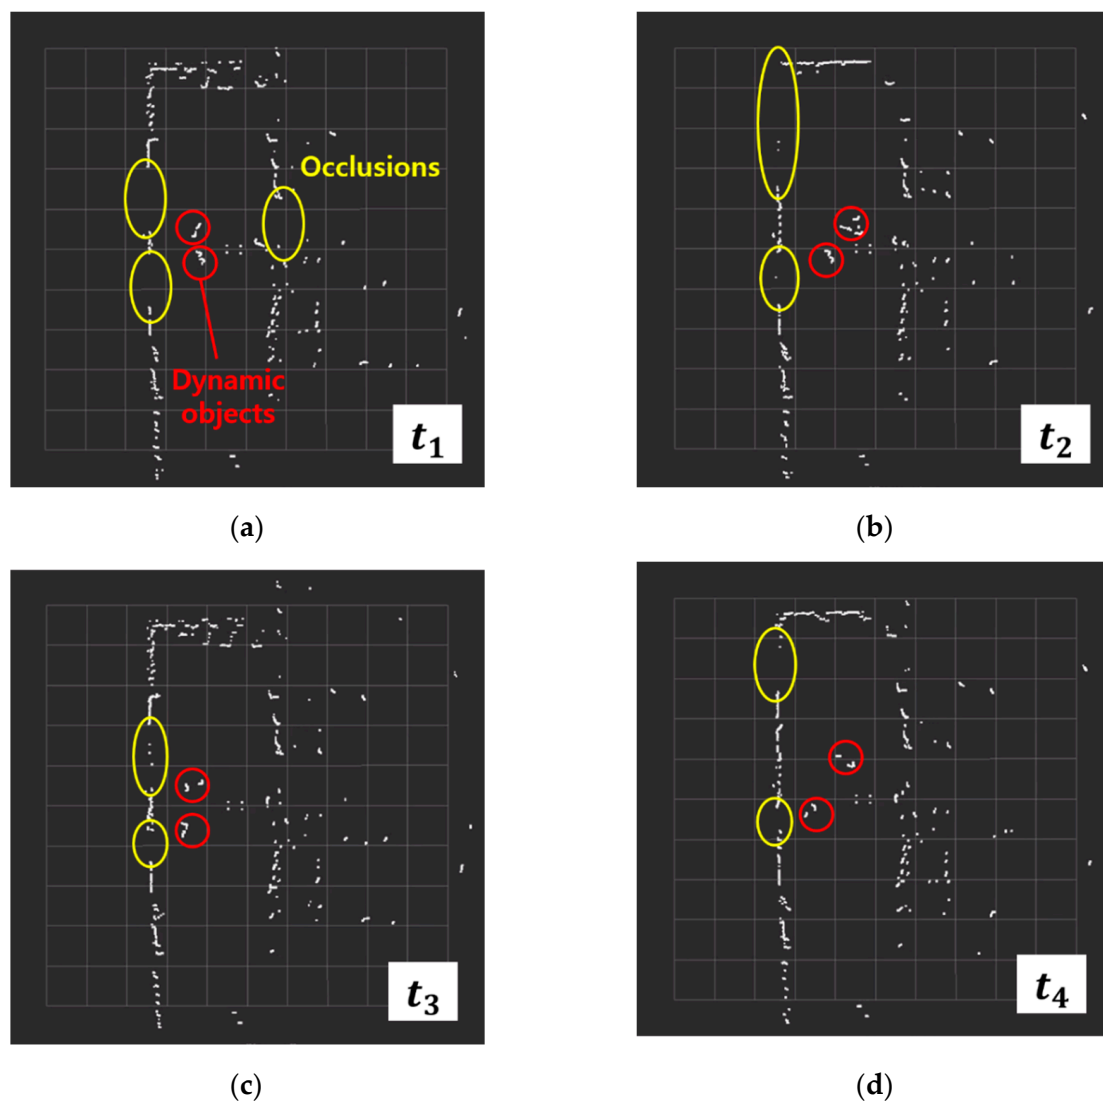 Occlusions
Dynamic
objects
t₁
t₂
(a)
(b)
t₃
t₄
(c)
(d)